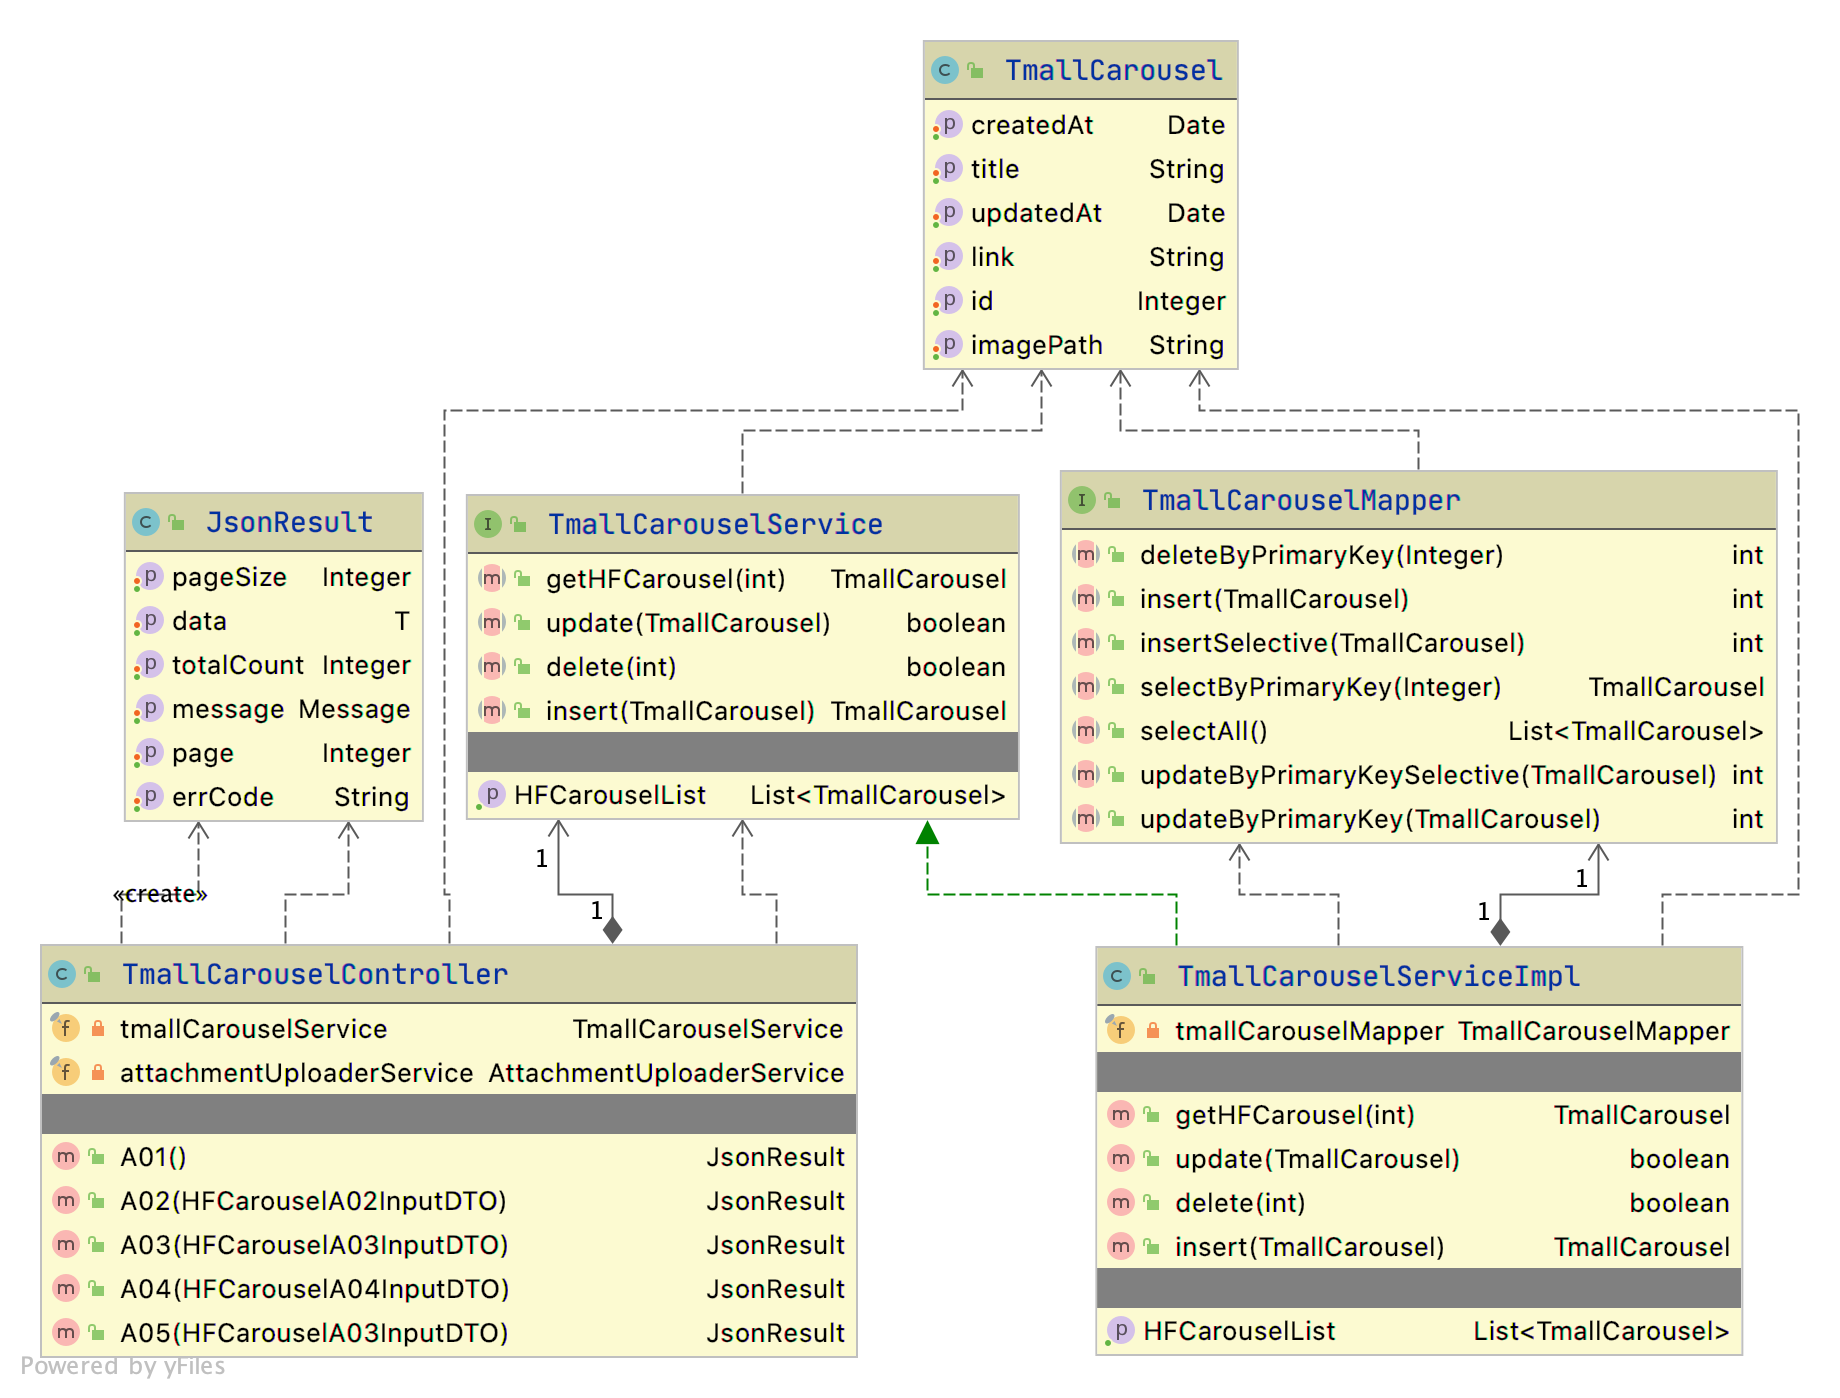 TmallCarousel
createdAt Date
title String
updatedAt Date
link String
id Integer
imagePath String
JsonResult
pageSize Integer
data T
totalCount Integer
message Message
page Integer
errCode String
TmallCarouselService
getHFCarousel(int) TmallCarousel
update(TmallCarousel) boolean
delete(int) boolean
insert(TmallCarousel) TmallCarousel
HFCarouselList List<TmallCarousel>
TmallCarouselMapper
deleteByPrimaryKey(Integer) int
insert(TmallCarousel) int
insertSelective(TmallCarousel) int
selectByPrimaryKey(Integer) TmallCarousel
selectAll() List<TmallCarousel>
updateByPrimaryKeySelective(TmallCarousel) int
updateByPrimaryKey(TmallCarousel) int
«create»
1
1
1
1
TmallCarouselController
tmallCarouselService TmallCarouselService
attachmentUploaderService AttachmentUploaderService
A01() JsonResult
A02(HFCarouselA02InputDTO) JsonResult
A03(HFCarouselA03InputDTO) JsonResult
A04(HFCarouselA04InputDTO) JsonResult
A05(HFCarouselA03InputDTO) JsonResult
TmallCarouselServiceImpl
tmallCarouselMapper TmallCarouselMapper
getHFCarousel(int) TmallCarousel
update(TmallCarousel) boolean
delete(int) boolean
insert(TmallCarousel) TmallCarousel
HFCarouselList List<TmallCarousel>
Powered by yFiles